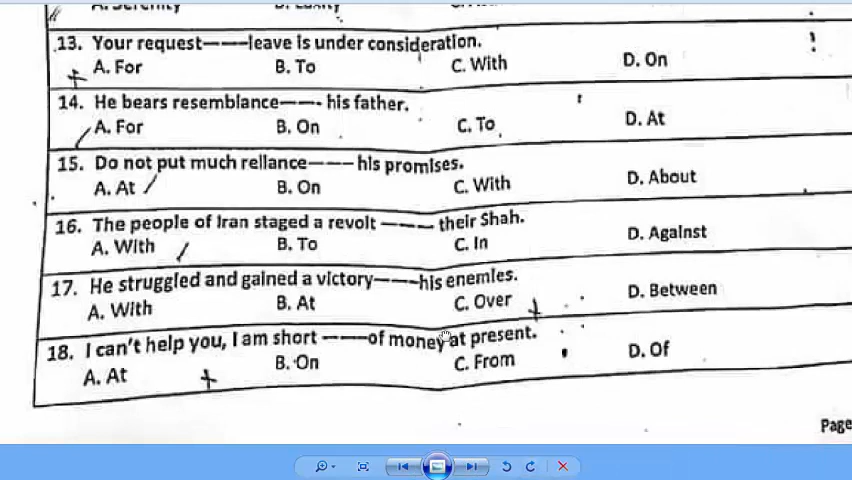 13. Your request----leave is under consideration.
A. For B. To C. With D. On
14. He bears resemblance---- his father.
A. For B. On C. To D. At
15. Do not put much reliance---- his promises.
A. At B. On C. With D. About
16. The people of Iran staged a revolt ---- their Shah.
A. With B. To C. In D. Against
17. He struggled and gained a victory----his enemies.
A. With B. At C. Over D. Between
18. I can't help you, I am short ----of money at present.
A. At B. On C. From D. Of
Page